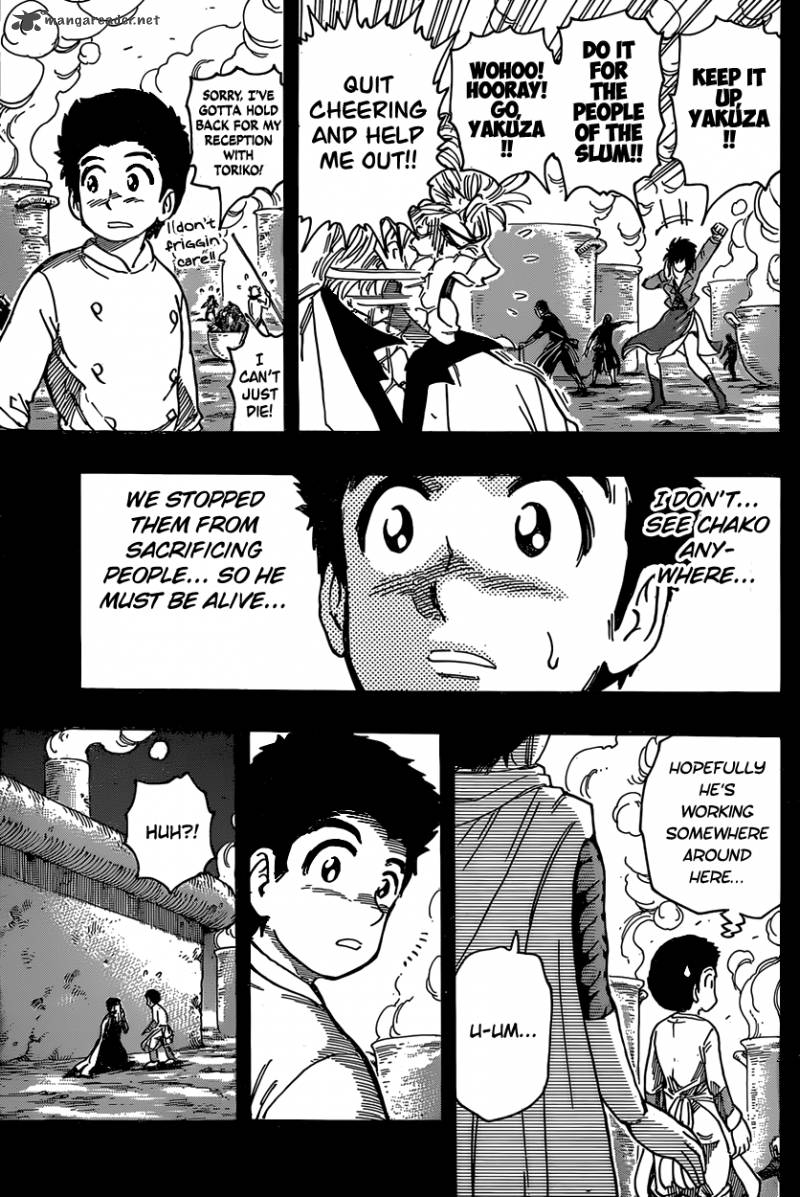 mangareader.net
KEEP IT
UP,
YAKUZA
!!
DO IT
FOR
THE
PEOPLE
OF THE
SLUM!!
WOHOO!
HOORAY!
GO,
YAKUZA
!!
QUIT
CHEERING
AND HELP
ME OUT!!
SORRY, I'VE
GOTTA HOLD
BACK FOR MY
RECEPTION
WITH
TORIKO!
I don't
friggin'
care!!
I
CAN'T
JUST
DIE!
I DON'T...
SEE CHAKO
ANY-
WHERE...
WE STOPPED
THEM FROM
SACRIFICING
PEOPLE... SO HE
MUST BE ALIVE...
HOPEFULLY
HE'S
WORKING
SOMEWHERE
AROUND
HERE...
U-UM...
HUH?!